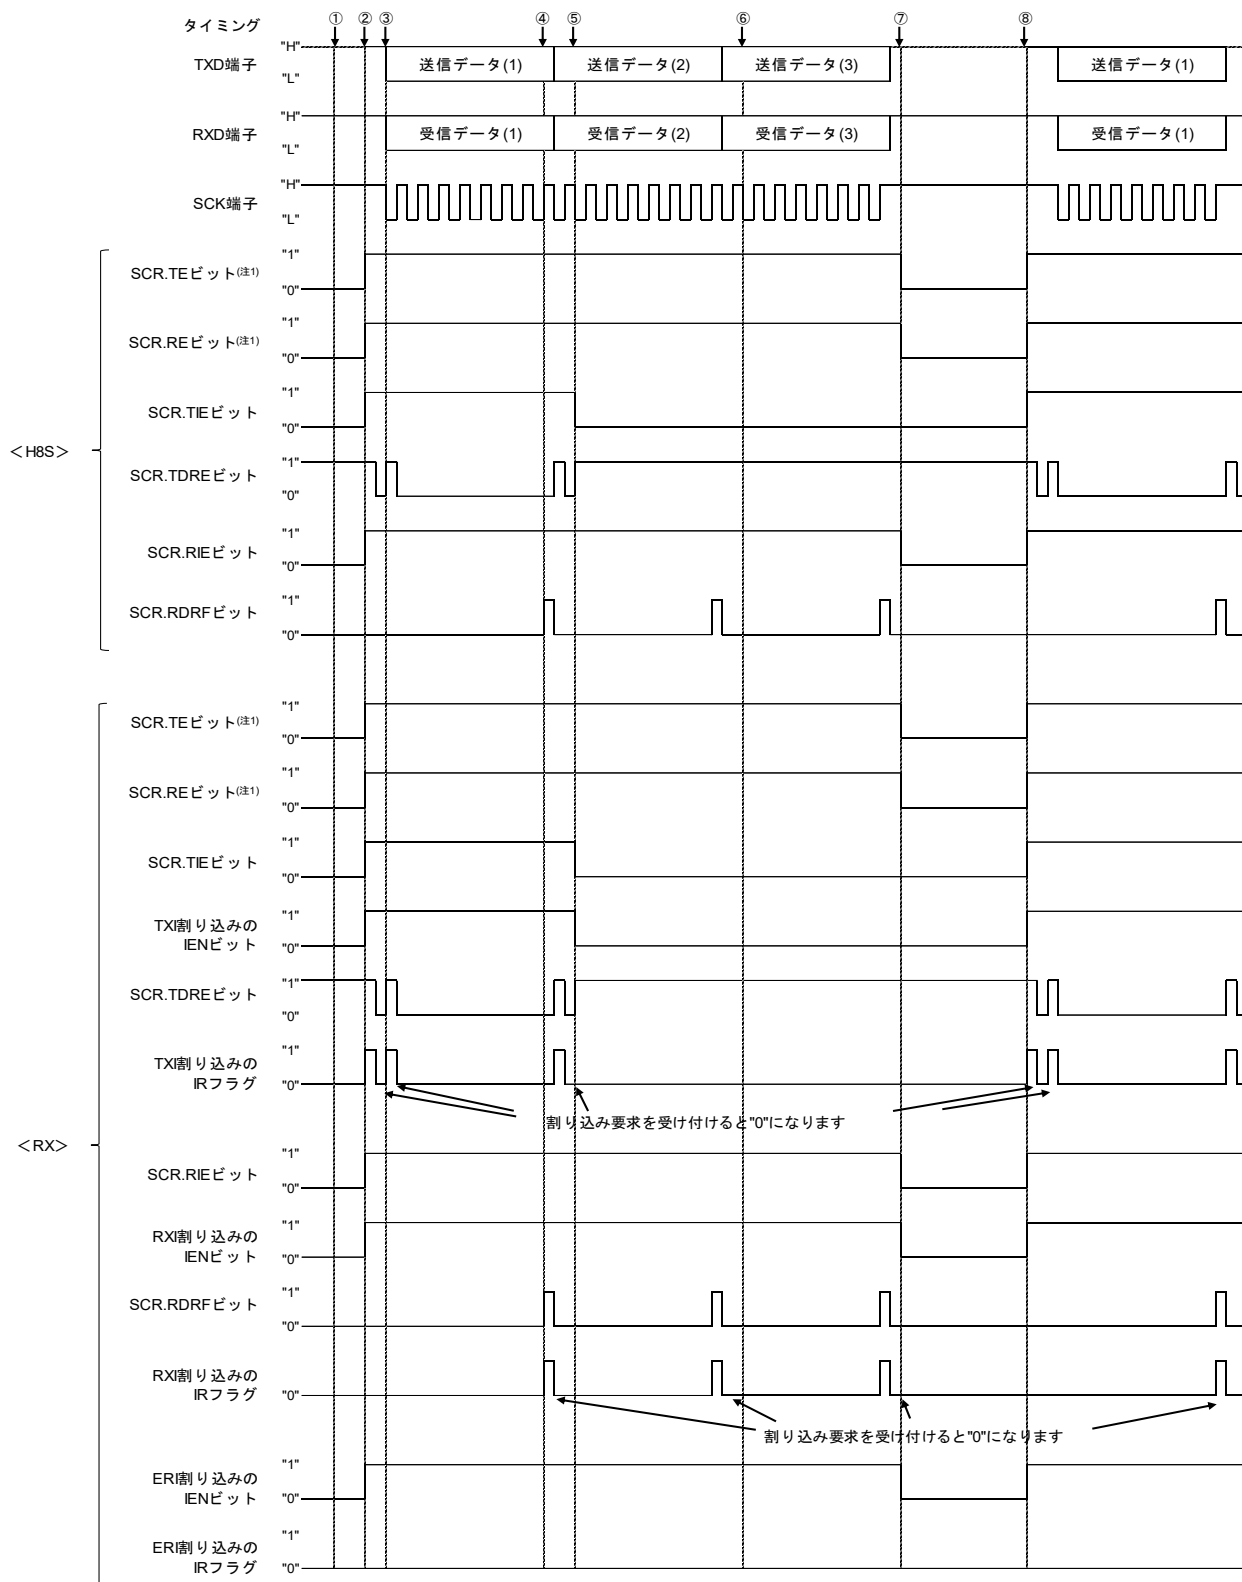 タイミング ① ② ③ ④ ⑤ ⑥ ⑦ ⑧
"H"
TXD端子 送信データ(1) 送信データ(2) 送信データ(3) 送信データ(1)
"L"
"H"
RXD端子 受信データ(1) 受信データ(2) 受信データ(3) 受信データ(1)
"L"
"H"
SCK端子
"L"
＜H8S＞
"1"
SCR.TEビット(注1)
"0"
"1"
SCR.REビット(注1)
"0"
"1"
SCR.TIEビット
"0"
"1"
SCR.TDREビット
"0"
"1"
SCR.RIEビット
"0"
"1"
SCR.RDRFビット
"0"
＜RX＞
"1"
SCR.TEビット(注1)
"0"
"1"
SCR.REビット(注1)
"0"
"1"
SCR.TIEビット
"0"
"1"
TXI割り込みの
IENビット
"0"
"1"
SCR.TDREビット
"0"
"1"
TXI割り込みの
IRフラグ
"0"
割り込み要求を受け付けると"0"になります
"1"
SCR.RIEビット
"0"
"1"
RXI割り込みの
IENビット
"0"
"1"
SCR.RDRFビット
"0"
RXI割り込みの
IRフラグ
"0"
割り込み要求を受け付けると"0"になります
"1"
ERI割り込みの
IENビット
"0"
"1"
ERI割り込みの
IRフラグ
"0"